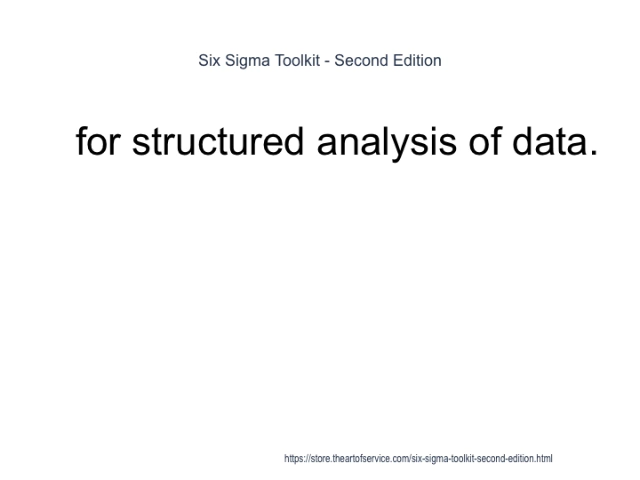 Six Sigma Toolkit - Second Edition
for structured analysis of data.
https://store.theartofservice.com/six-sigma-toolkit-second-edition.html